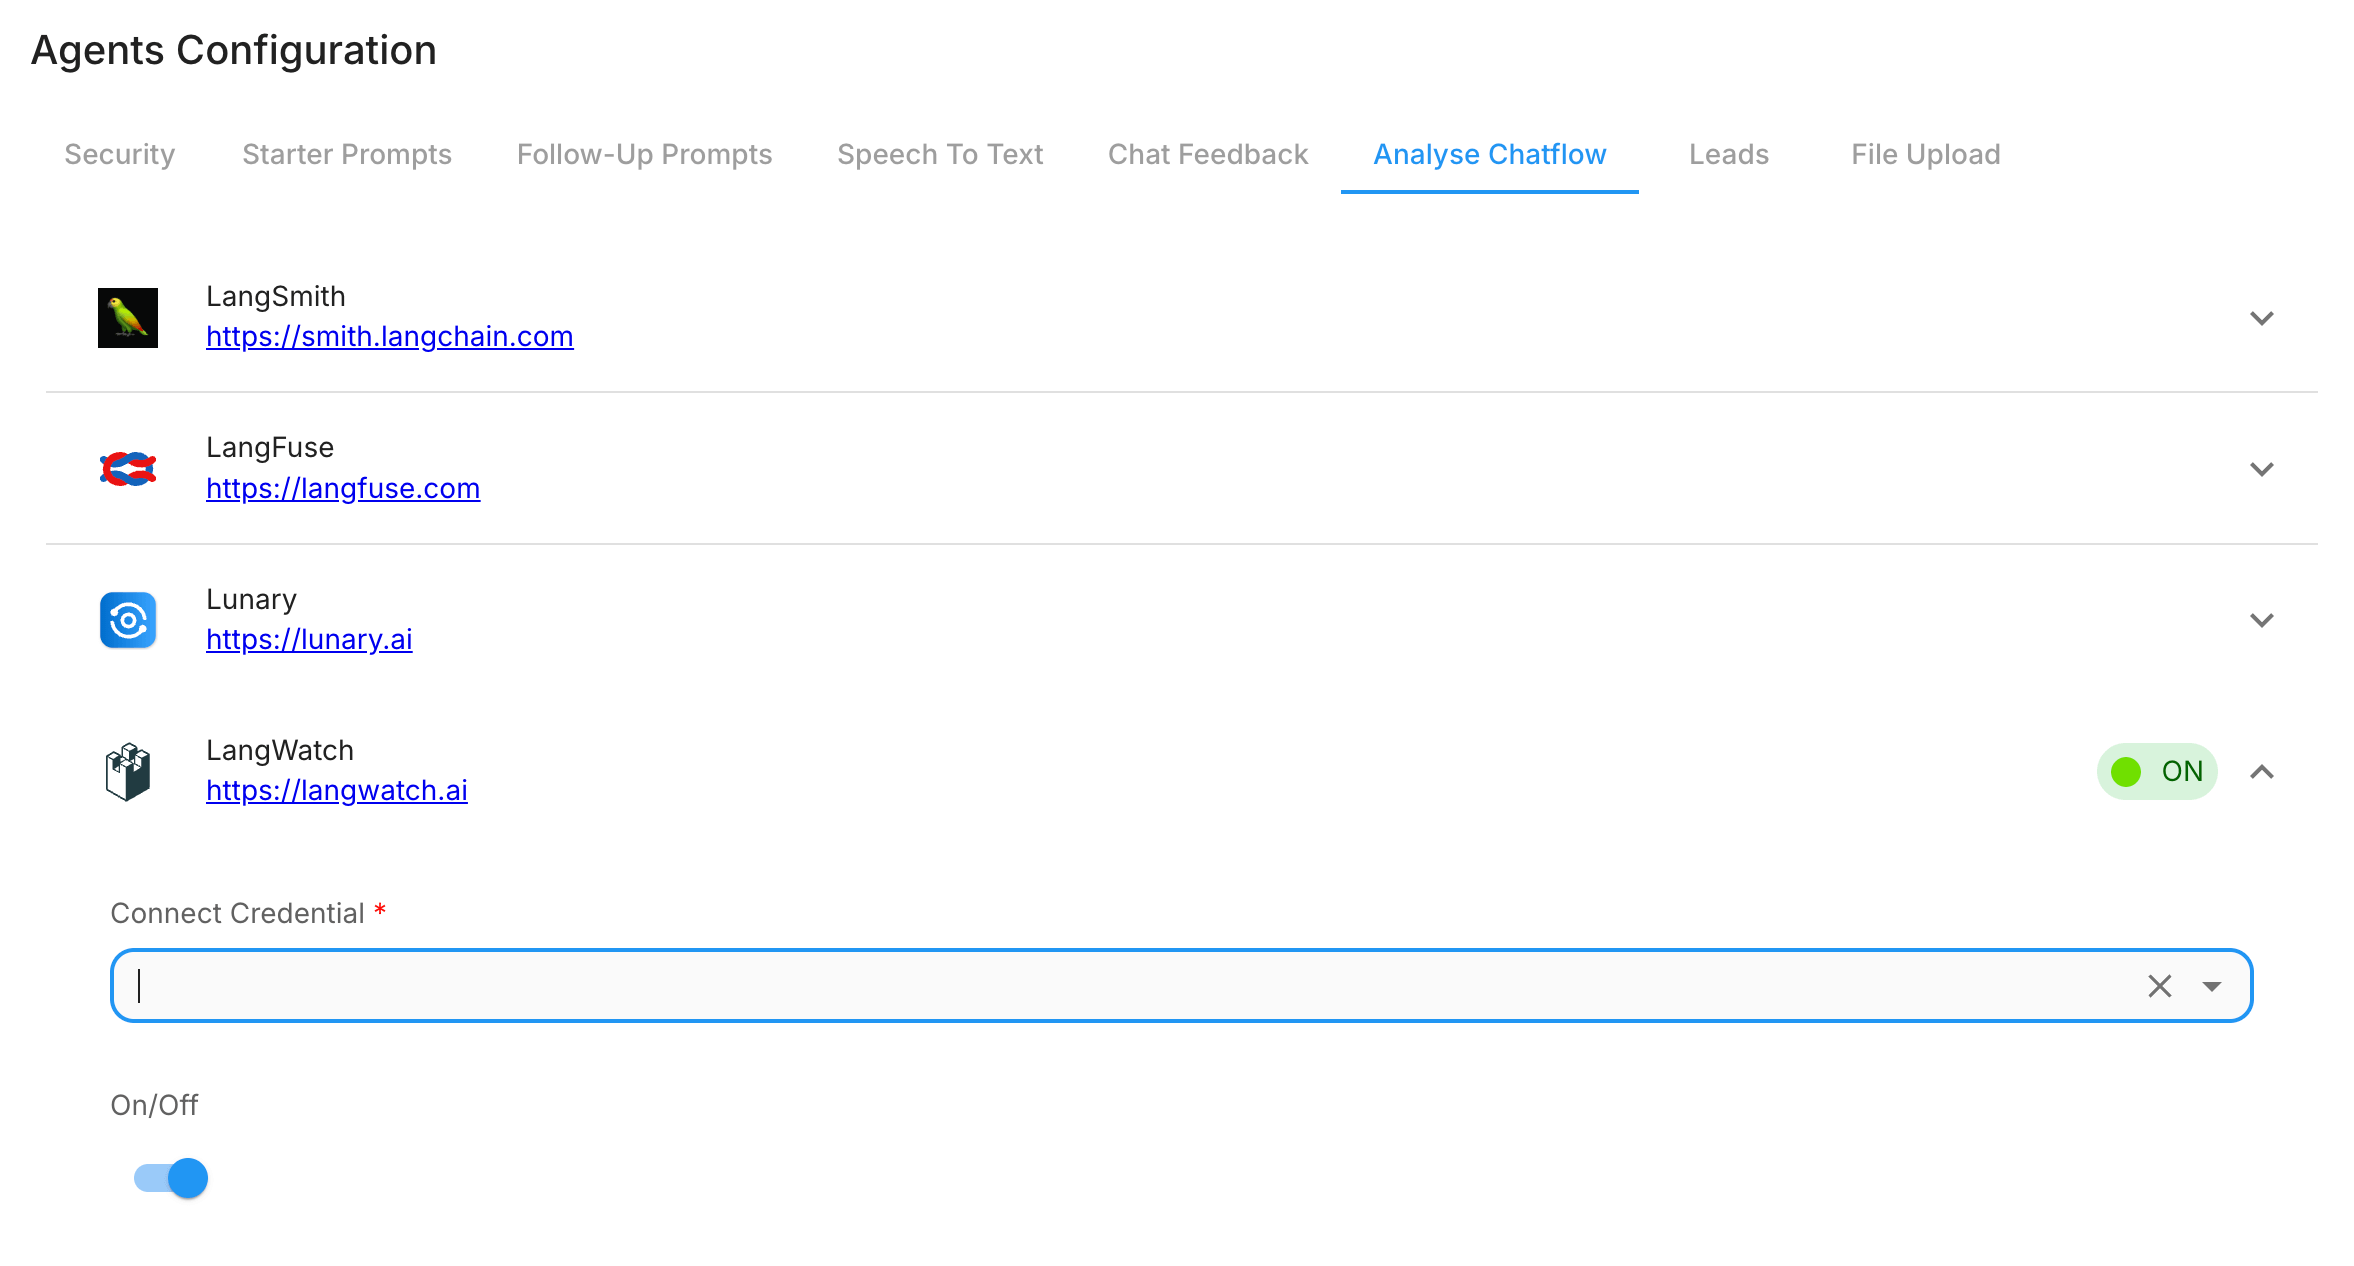 Agents Configuration
Security Starter Prompts Follow-Up Prompts Speech To Text Chat Feedback Analyse Chatflow Leads File Upload
LangSmith
https://smith.langchain.com
LangFuse
https://langfuse.com
Lunary
https://lunary.ai
LangWatch
https://langwatch.ai
ON
Connect Credential *
On/Off